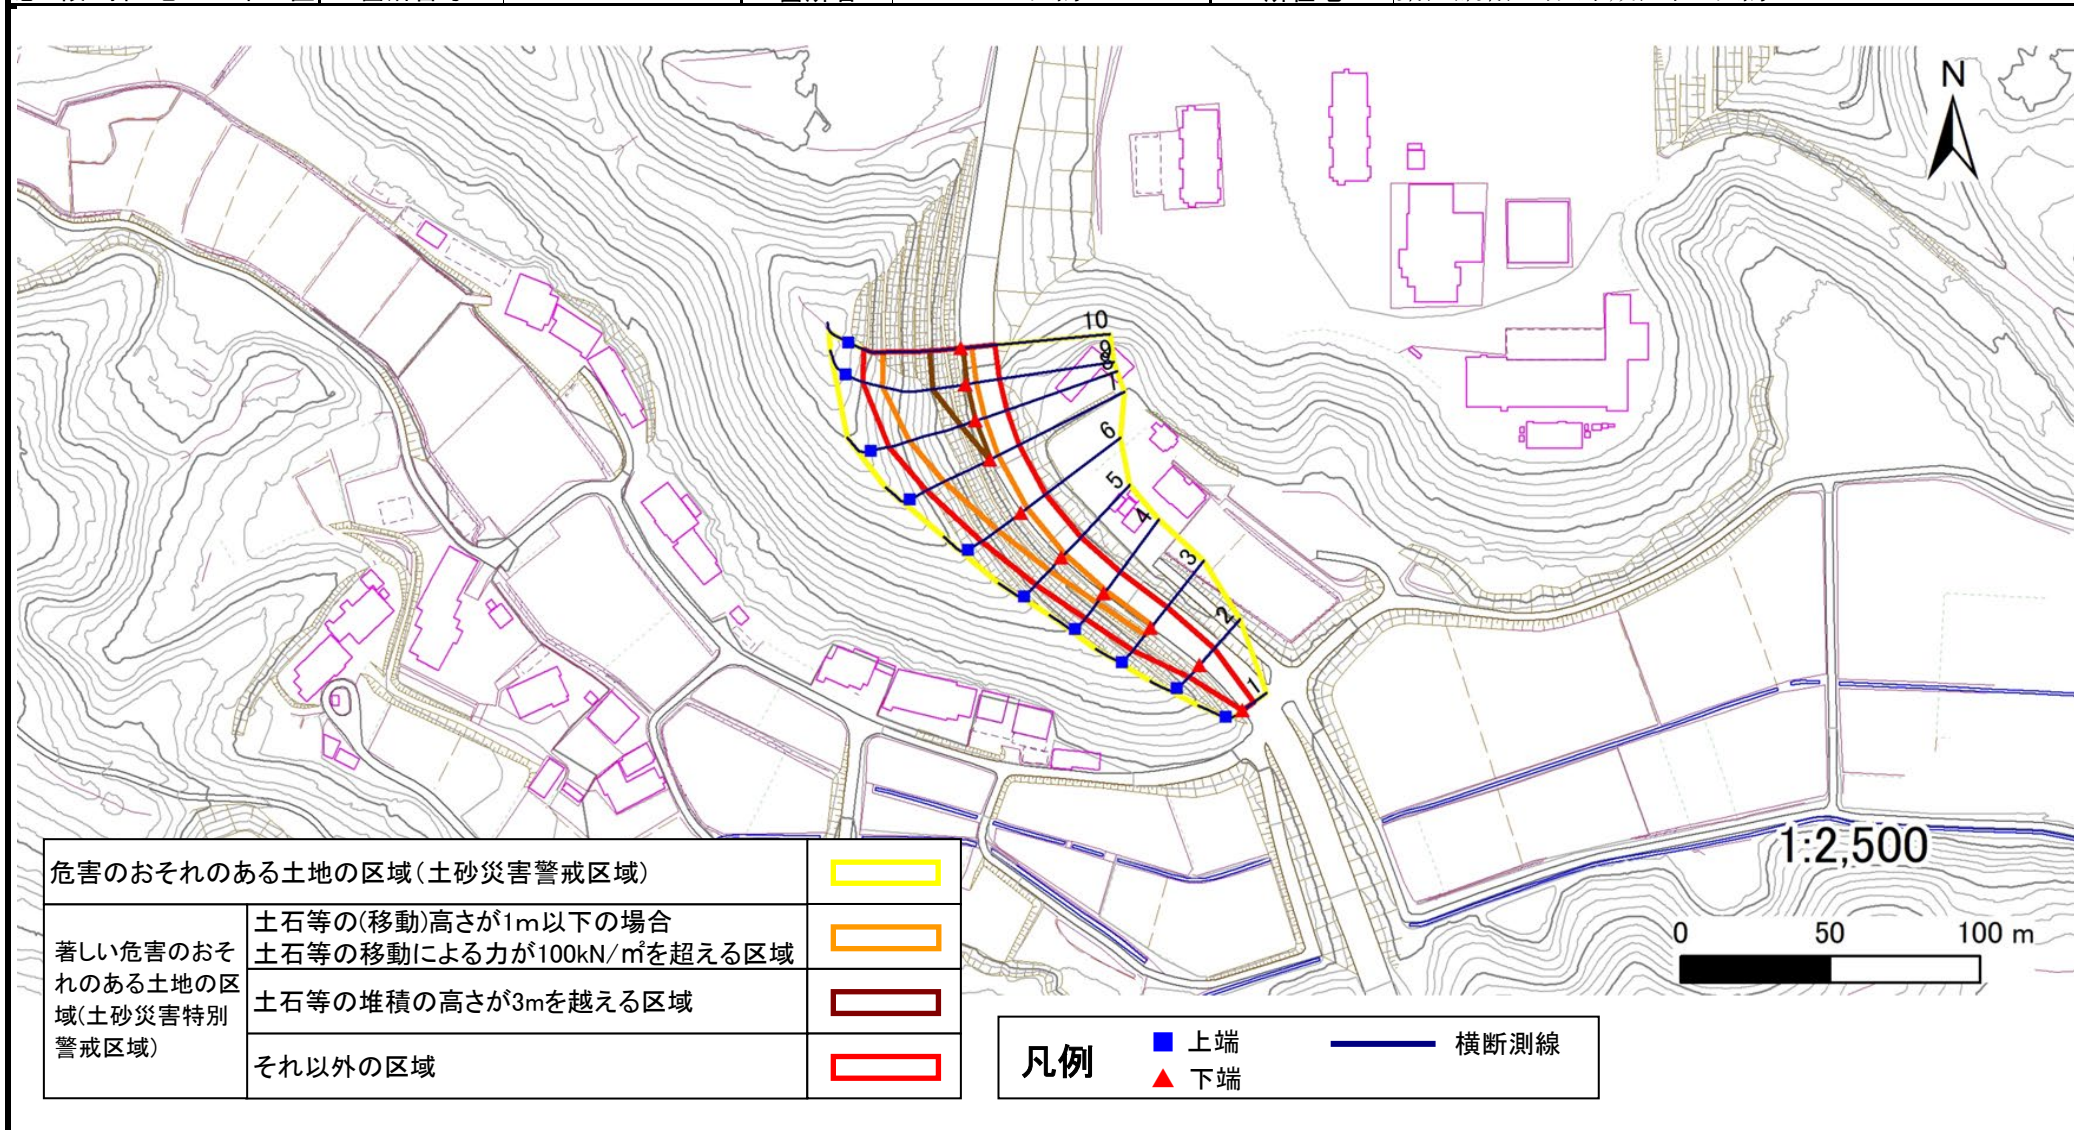 N
10
9
8
7
6
5
4
3
2
1
1:2,500
0 50 100 m
危害のおそれのある土地の区域(土砂災害警戒区域)
著しい危害のおそ
れのある土地の区
域(土砂災害特別
警戒区域)
土石等の(移動)高さが1m以下の場合
土石等の移動による力が100kN/㎡を超える区域
土石等の堆積の高さが3mを越える区域
それ以外の区域
凡例
上端
下端
横断測線